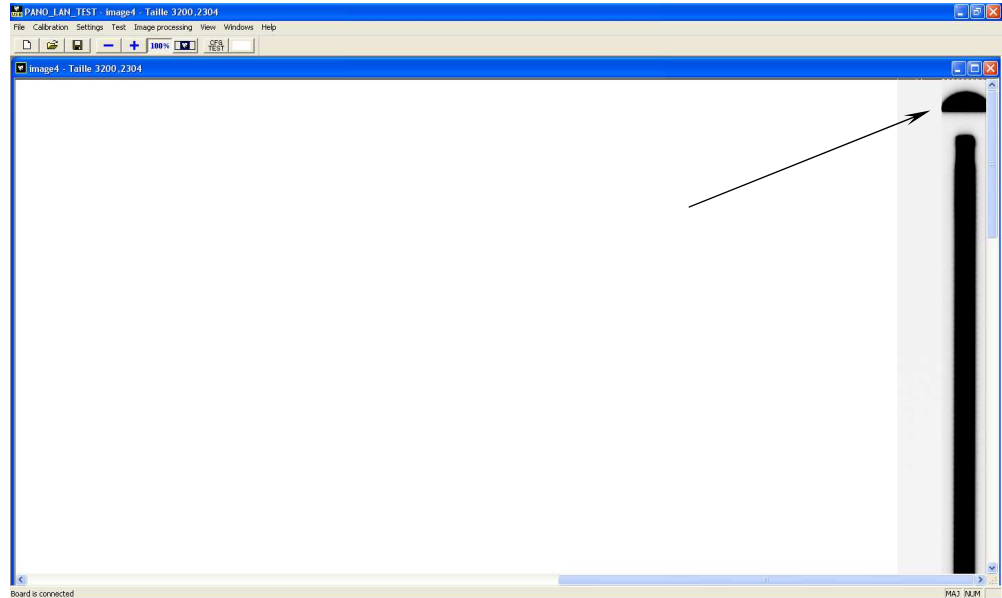 PANO_LAN_TEST - image4 - Taille 3200,2304
File Calibration Settings Test Image processing View Windows Help
100% CFG TEST
image4 - Taille 3200,2304
Board is connected
MAJ NUM